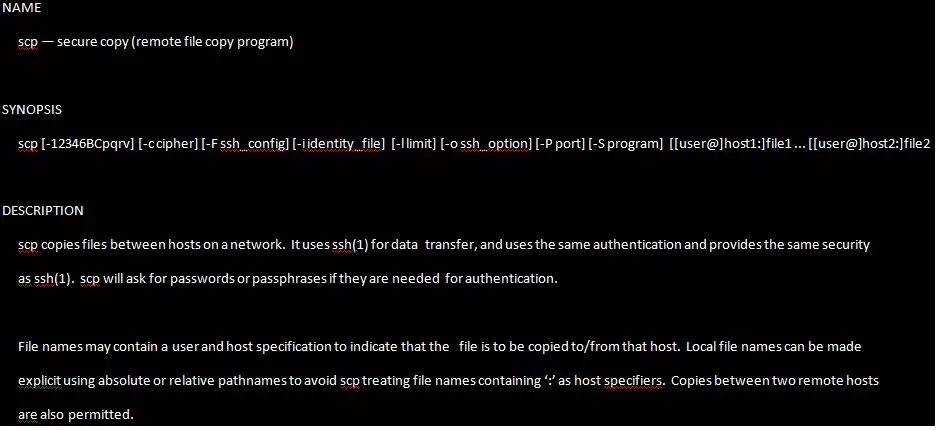 NAME
scp — secure copy (remote file copy program)
SYNOPSIS
scp [-12346BCpqrv] [-c cipher] [-F ssh_config] [-i identity_file] [-l limit] [-o ssh_option] [-P port] [-S program] [[user@]host1:]file1 ... [[user@]host2:]file2
DESCRIPTION
scp copies files between hosts on a network. It uses ssh(1) for data transfer, and uses the same authentication and provides the same security
as ssh(1). scp will ask for passwords or passphrases if they are needed for authentication.
File names may contain a user and host specification to indicate that the file is to be copied to/from that host. Local file names can be made
explicit using absolute or relative pathnames to avoid scp treating file names containing ‘:’ as host specifiers. Copies between two remote hosts
are also permitted.